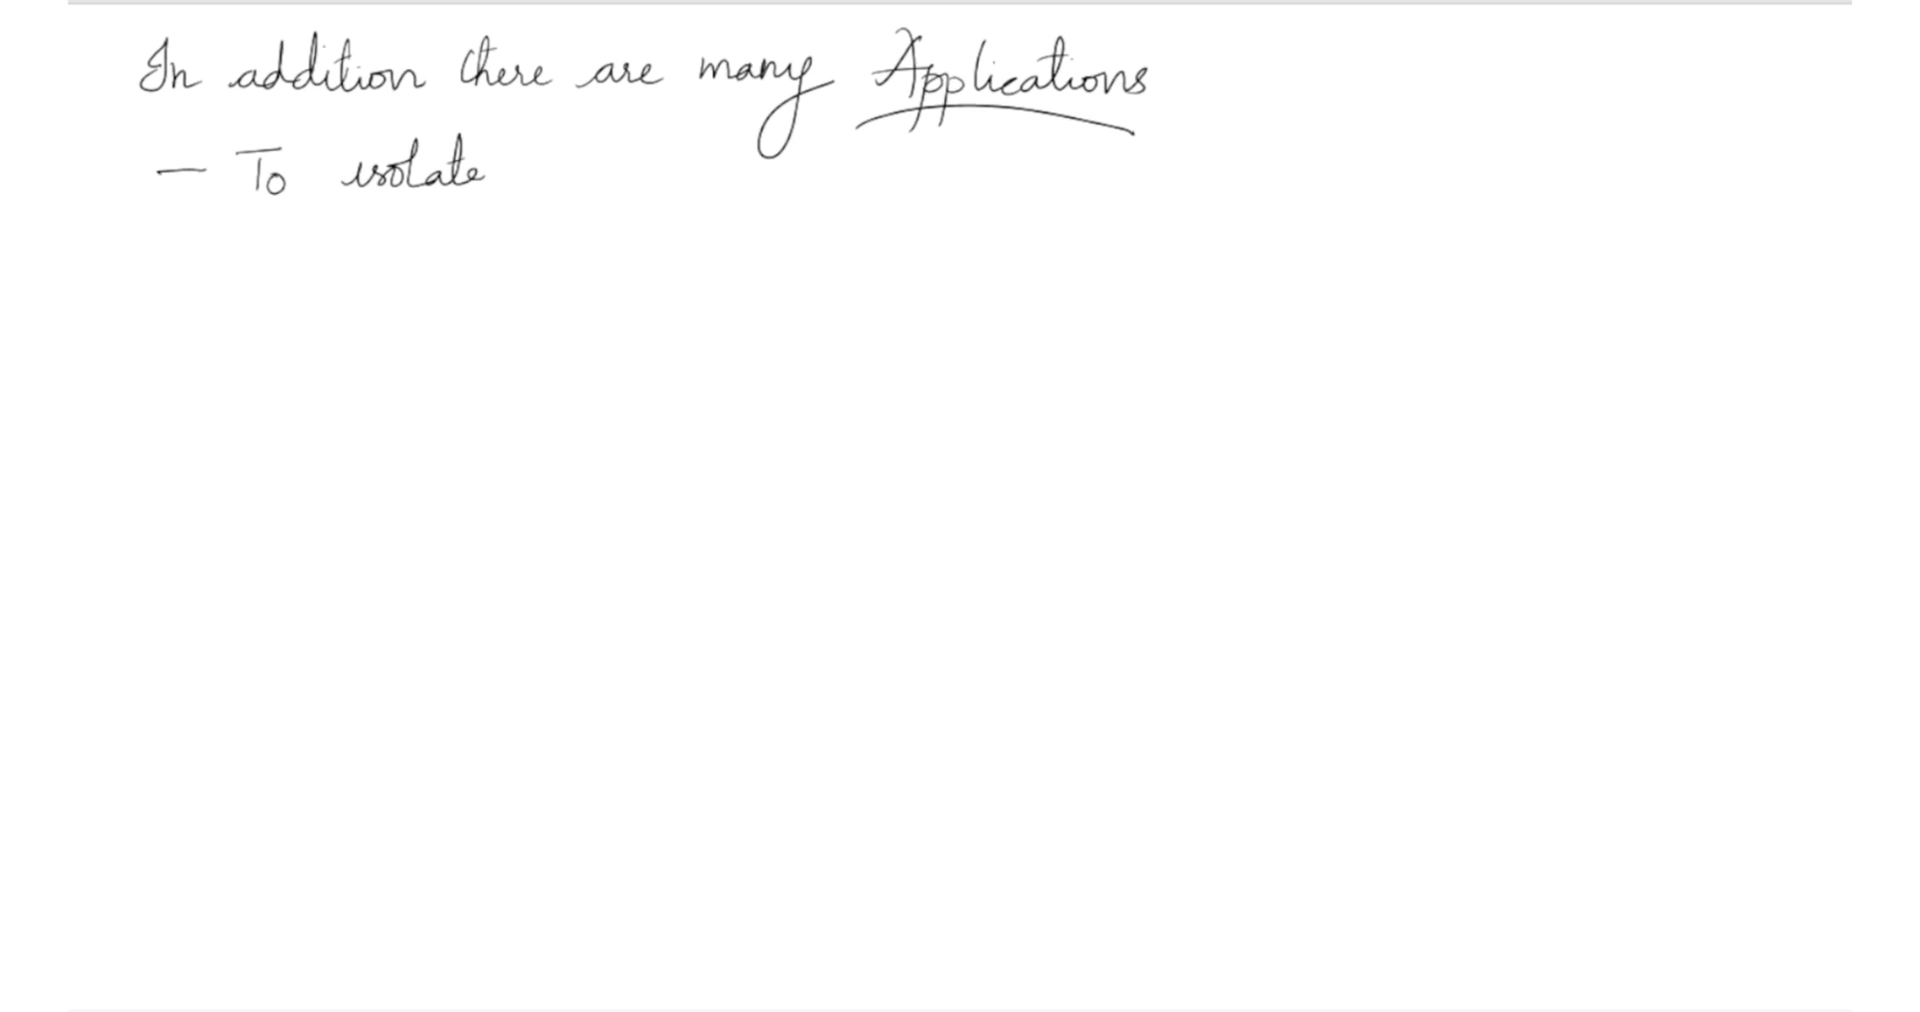 In addition there are many Applications
— To isolate